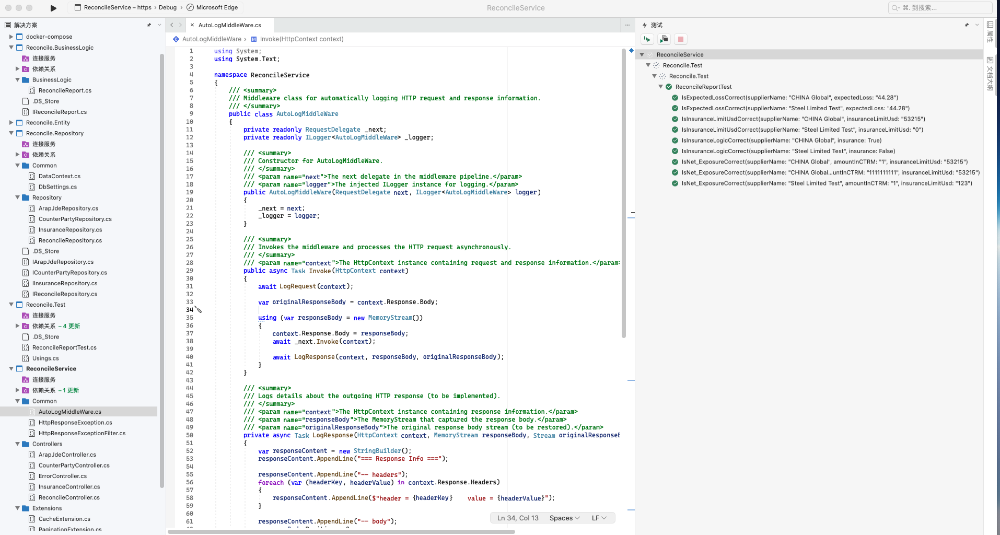 ReconcileService – https › Debug › Microsoft Edge
ReconcileService
⌘. 到搜索...
解决方案
docker-compose
Reconcile.BusinessLogic
连接服务
依赖关系
BusinessLogic
ReconcileReport.cs
.DS_Store
IReconcileReport.cs
Reconcile.Entity
Reconcile.Repository
连接服务
依赖关系
Common
DataContext.cs
DbSettings.cs
Repository
ArapJdeRepository.cs
CounterPartyRepository.cs
InsuranceRepository.cs
ReconcileRepository.cs
.DS_Store
IArapJdeRepository.cs
ICounterPartyRepository.cs
IInsuranceRepository.cs
IReconcileRepository.cs
Reconcile.Test
连接服务
依赖关系 – 4 更新
.DS_Store
ReconcileReportTest.cs
Usings.cs
ReconcileService
连接服务
依赖关系 – 1 更新
Common
AutoLogMiddleWare.cs
HttpResponseException.cs
HttpResponseExceptionFilter.cs
Controllers
ArapJdeController.cs
CounterPartyController.cs
ErrorController.cs
InsuranceController.cs
ReconcileController.cs
Extensions
CacheExtension.cs
PaginationExtension.cs
AutoLogMiddleWare.cs
AutoLogMiddleWare › M Invoke(HttpContext context)
1 using System;
2 using System.Text;
3
4 namespace ReconcileService
5 {
6 /// <summary>
7 /// Middleware class for automatically logging HTTP request and response information.
8 /// </summary>
9 public class AutoLogMiddleWare
10 {
11 private readonly RequestDelegate _next;
12 private readonly ILogger<AutoLogMiddleWare> _logger;
13
14 /// <summary>
15 /// Constructor for AutoLogMiddleWare.
16 /// </summary>
17 /// <param name="next">The next delegate in the middleware pipeline.</param>
18 /// <param name="logger">The injected ILogger instance for logging.</param>
19 public AutoLogMiddleWare(RequestDelegate next, ILogger<AutoLogMiddleWare> logger)
20 {
21 _next = next;
22 _logger = logger;
23 }
24
25 /// <summary>
26 /// Invokes the middleware and processes the HTTP request asynchronously.
27 /// </summary>
28 /// <param name="context">The HttpContext instance containing request and response information.</param>
29 public async Task Invoke(HttpContext context)
30 {
31 await LogRequest(context);
32
33 var originalResponseBody = context.Response.Body;
34
35 using (var responseBody = new MemoryStream())
36 {
37 context.Response.Body = responseBody;
38 await _next.Invoke(context);
39
40 await LogResponse(context, responseBody, originalResponseBody);
41 }
42 }
43
44 /// <summary>
45 /// Logs details about the outgoing HTTP response (to be implemented).
46 /// </summary>
47 /// <param name="context">The HttpContext instance containing response information.</param>
48 /// <param name="responseBody">The MemoryStream that captured the response body.</param>
49 /// <param name="originalResponseBody">The original response body stream (to be restored).</param>
50 private async Task LogResponse(HttpContext context, MemoryStream responseBody, Stream originalResponseB
51 {
52 var responseContent = new StringBuilder();
53 responseContent.AppendLine("=== Response Info ===");
54
55 responseContent.AppendLine("-- headers");
56 foreach (var (headerKey, headerValue) in context.Response.Headers)
57 {
58 responseContent.AppendLine($"header = {headerKey}    value = {headerValue}");
59 }
60
61 responseContent.AppendLine("-- body");
Ln 34, Col 13 Spaces LF
测试
ReconcileService
Reconcile.Test
Reconcile.Test
ReconcileReportTest
IsExpectedLossCorrect(supplierName: "CHINA Global", expectedLoss: "44.28")
IsExpectedLossCorrect(supplierName: "Steel Limited Test", expectedLoss: "44.28")
IsInsuranceLimitUsdCorrect(supplierName: "CHINA Global", insuranceLimitUsd: "53215")
IsInsuranceLimitUsdCorrect(supplierName: "Steel Limited Test", insuranceLimitUsd: "0")
IsInsuranceLogicCorrect(supplierName: "CHINA Global", insurance: True)
IsInsuranceLogicCorrect(supplierName: "Steel Limited Test", insurance: False)
IsNet_ExposureCorrect(supplierName: "CHINA Global", amountInCTRM: "1", insuranceLimitUsd: "53215")
IsNet_ExposureCorrect(supplierName: "CHINA Global...untInCTRM: "1111111111", insuranceLimitUsd: "53215")
IsNet_ExposureCorrect(supplierName: "Steel Limited Test", amountInCTRM: "1", insuranceLimitUsd: "123")
属性
文档大纲